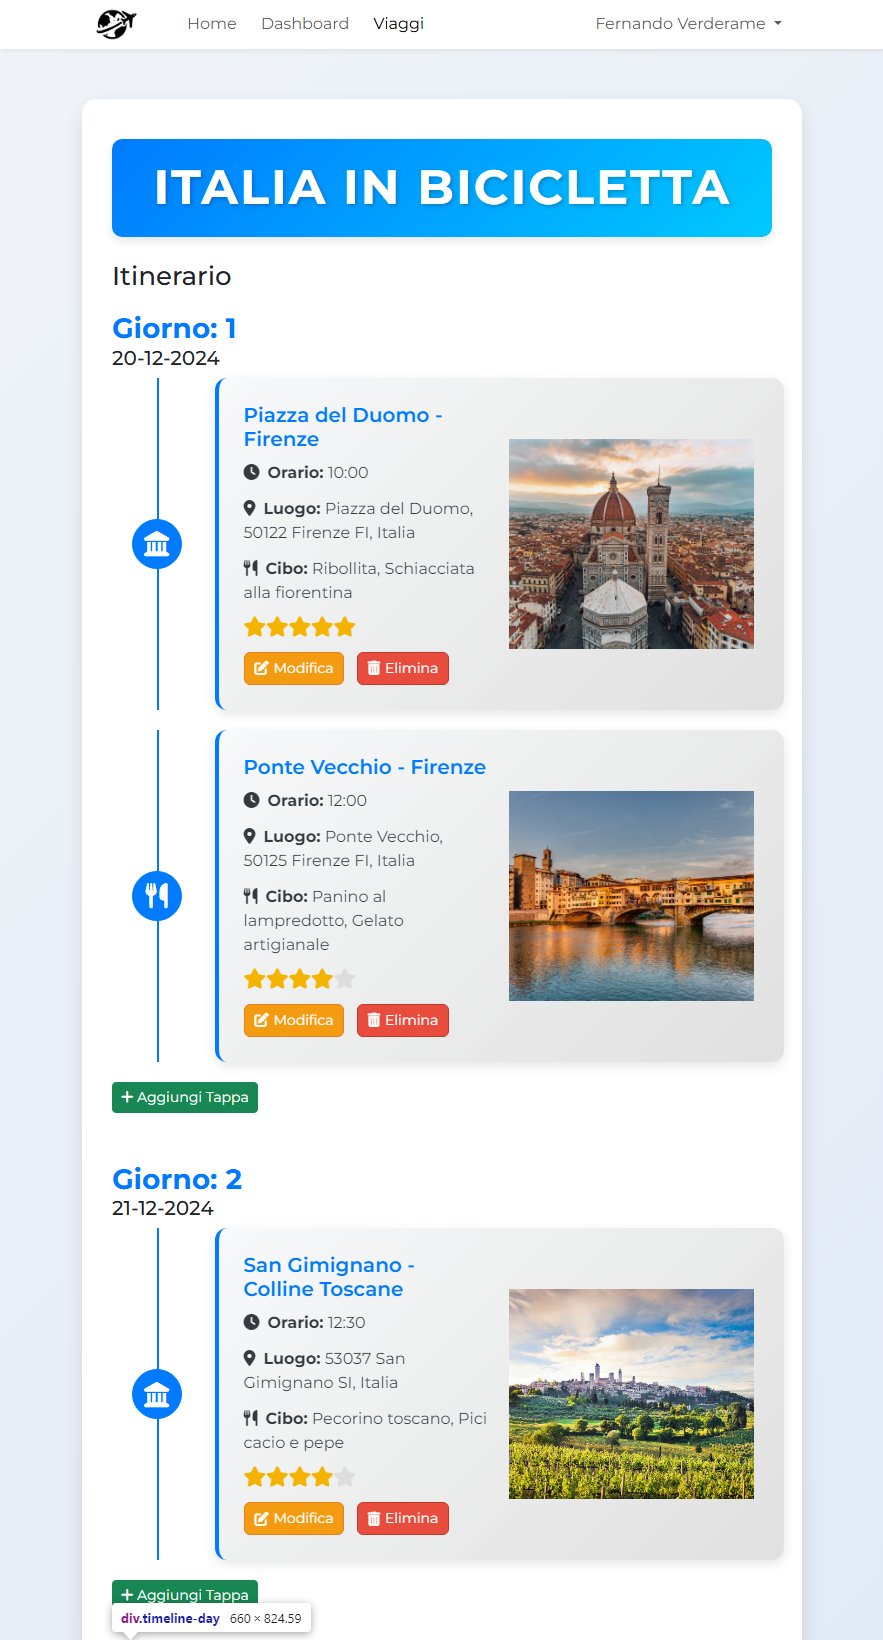 Home Dashboard Viaggi Fernando Verderame
ITALIA IN BICICLETTA
Itinerario
Giorno: 1
20-12-2024
Piazza del Duomo -
Firenze
Orario: 10:00
Luogo: Piazza del Duomo,
50122 Firenze FI, Italia
Cibo: Ribollita, Schiacciata
alla fiorentina
Modifica Elimina
Ponte Vecchio - Firenze
Orario: 12:00
Luogo: Ponte Vecchio,
50125 Firenze FI, Italia
Cibo: Panino al
lampredotto, Gelato
artigianale
Modifica Elimina
+ Aggiungi Tappa
Giorno: 2
21-12-2024
San Gimignano -
Colline Toscane
Orario: 12:30
Luogo: 53037 San
Gimignano SI, Italia
Cibo: Pecorino toscano, Pici
cacio e pepe
Modifica Elimina
+ Aggiungi Tappa
div.timeline-day 660 × 824.59